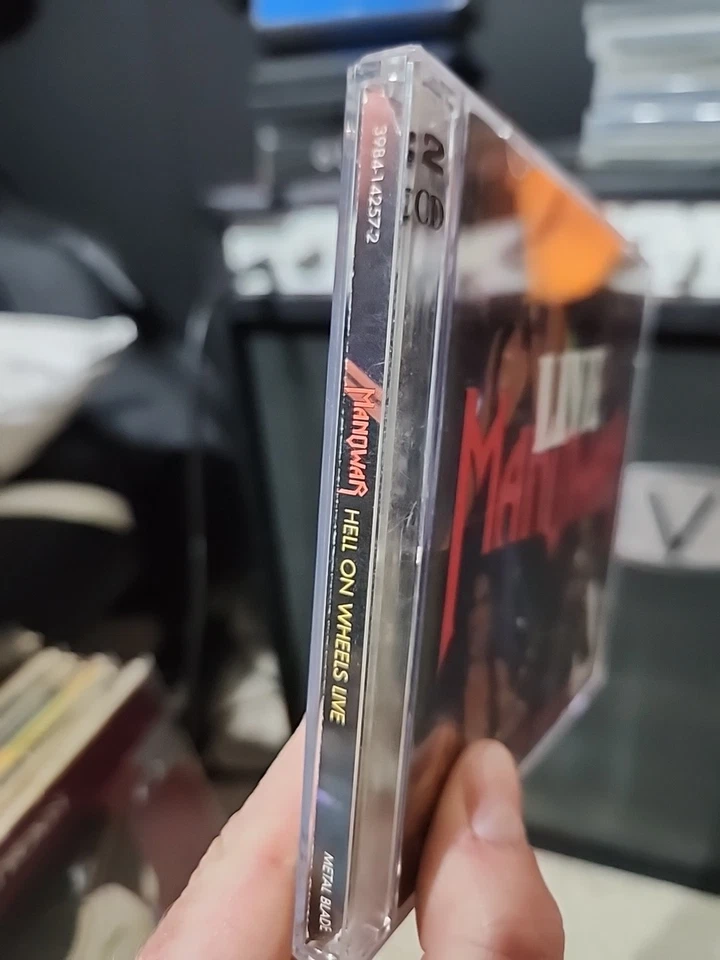 3984-14257-2
MANOWAR HELL ON WHEELS LIVE
METAL BLADE
2
CD
LIVE
MANOWAR